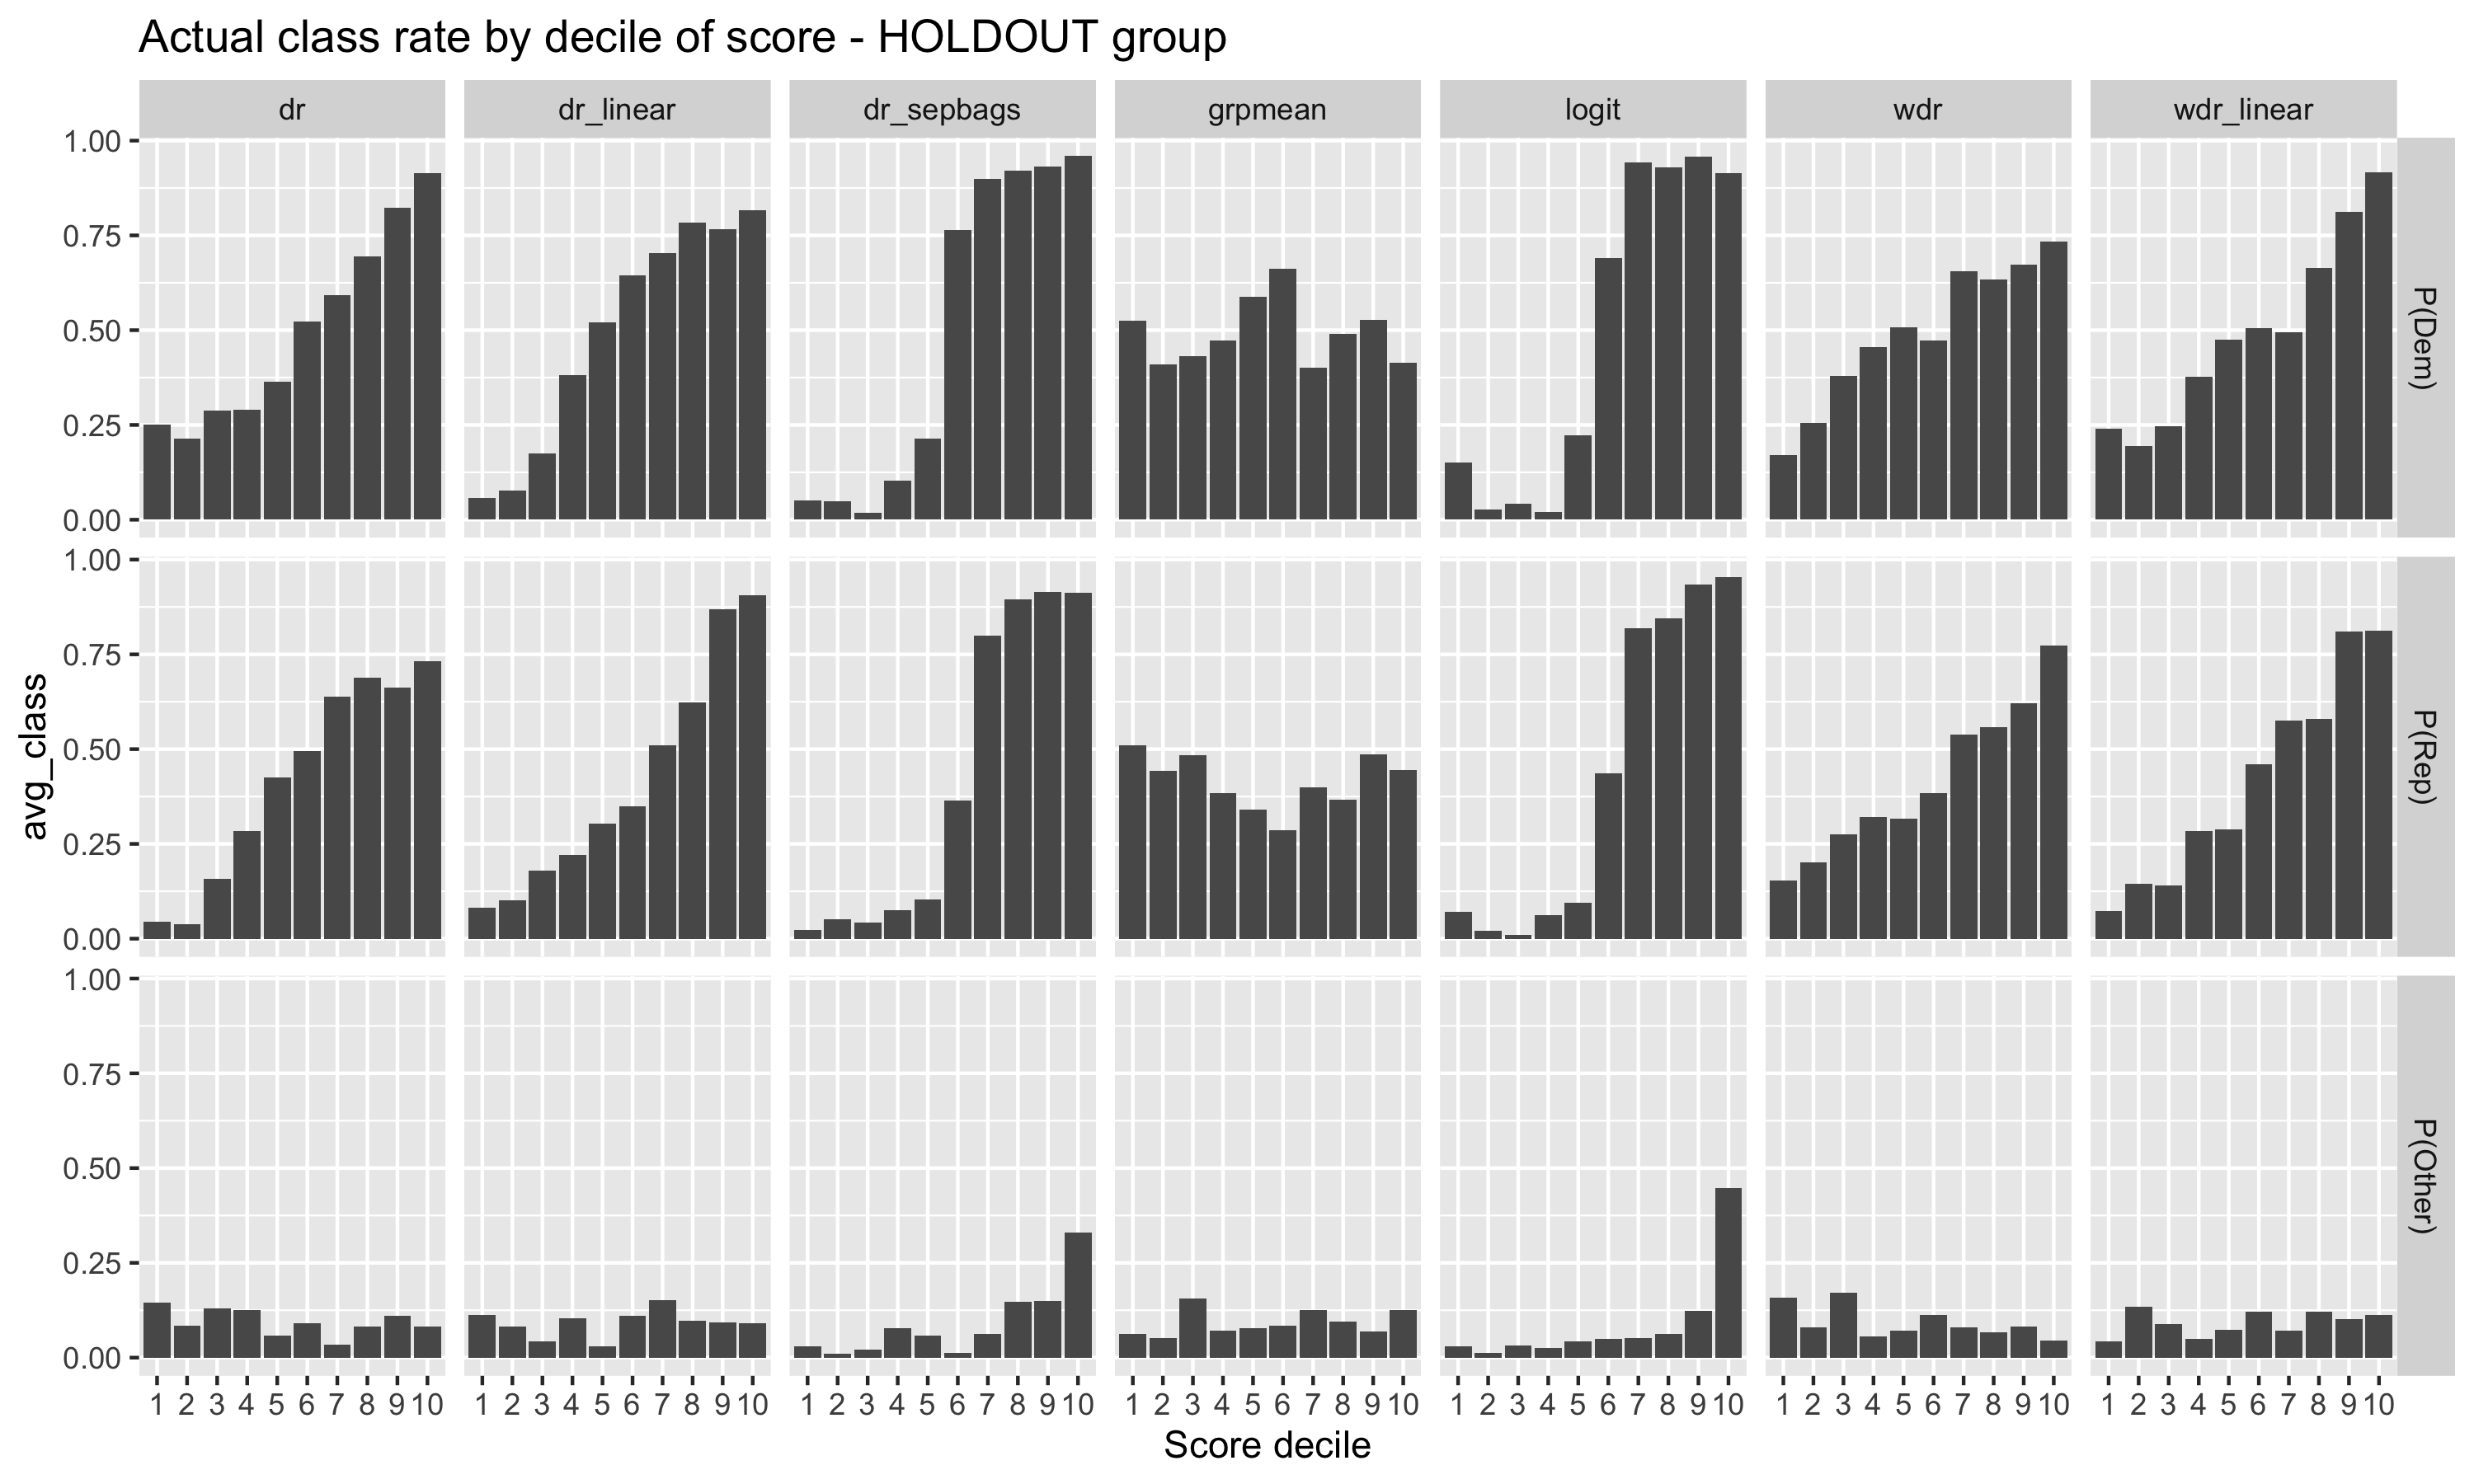 Actual class rate by decile of score - HOLDOUT group
dr dr_linear dr_sepbags grpmean logit wdr wdr_linear
1.00
0.75
0.50
0.25
0.00
P(Dem)
1.00
0.75
0.50
0.25
0.00
P(Rep)
avg_class
1.00
0.75
0.50
0.25
0.00
P(Other)
1 2 3 4 5 6 7 8 9 10 1 2 3 4 5 6 7 8 9 10 1 2 3 4 5 6 7 8 9 10 1 2 3 4 5 6 7 8 9 10 1 2 3 4 5 6 7 8 9 10 1 2 3 4 5 6 7 8 9 10 1 2 3 4 5 6 7 8 9 10
Score decile